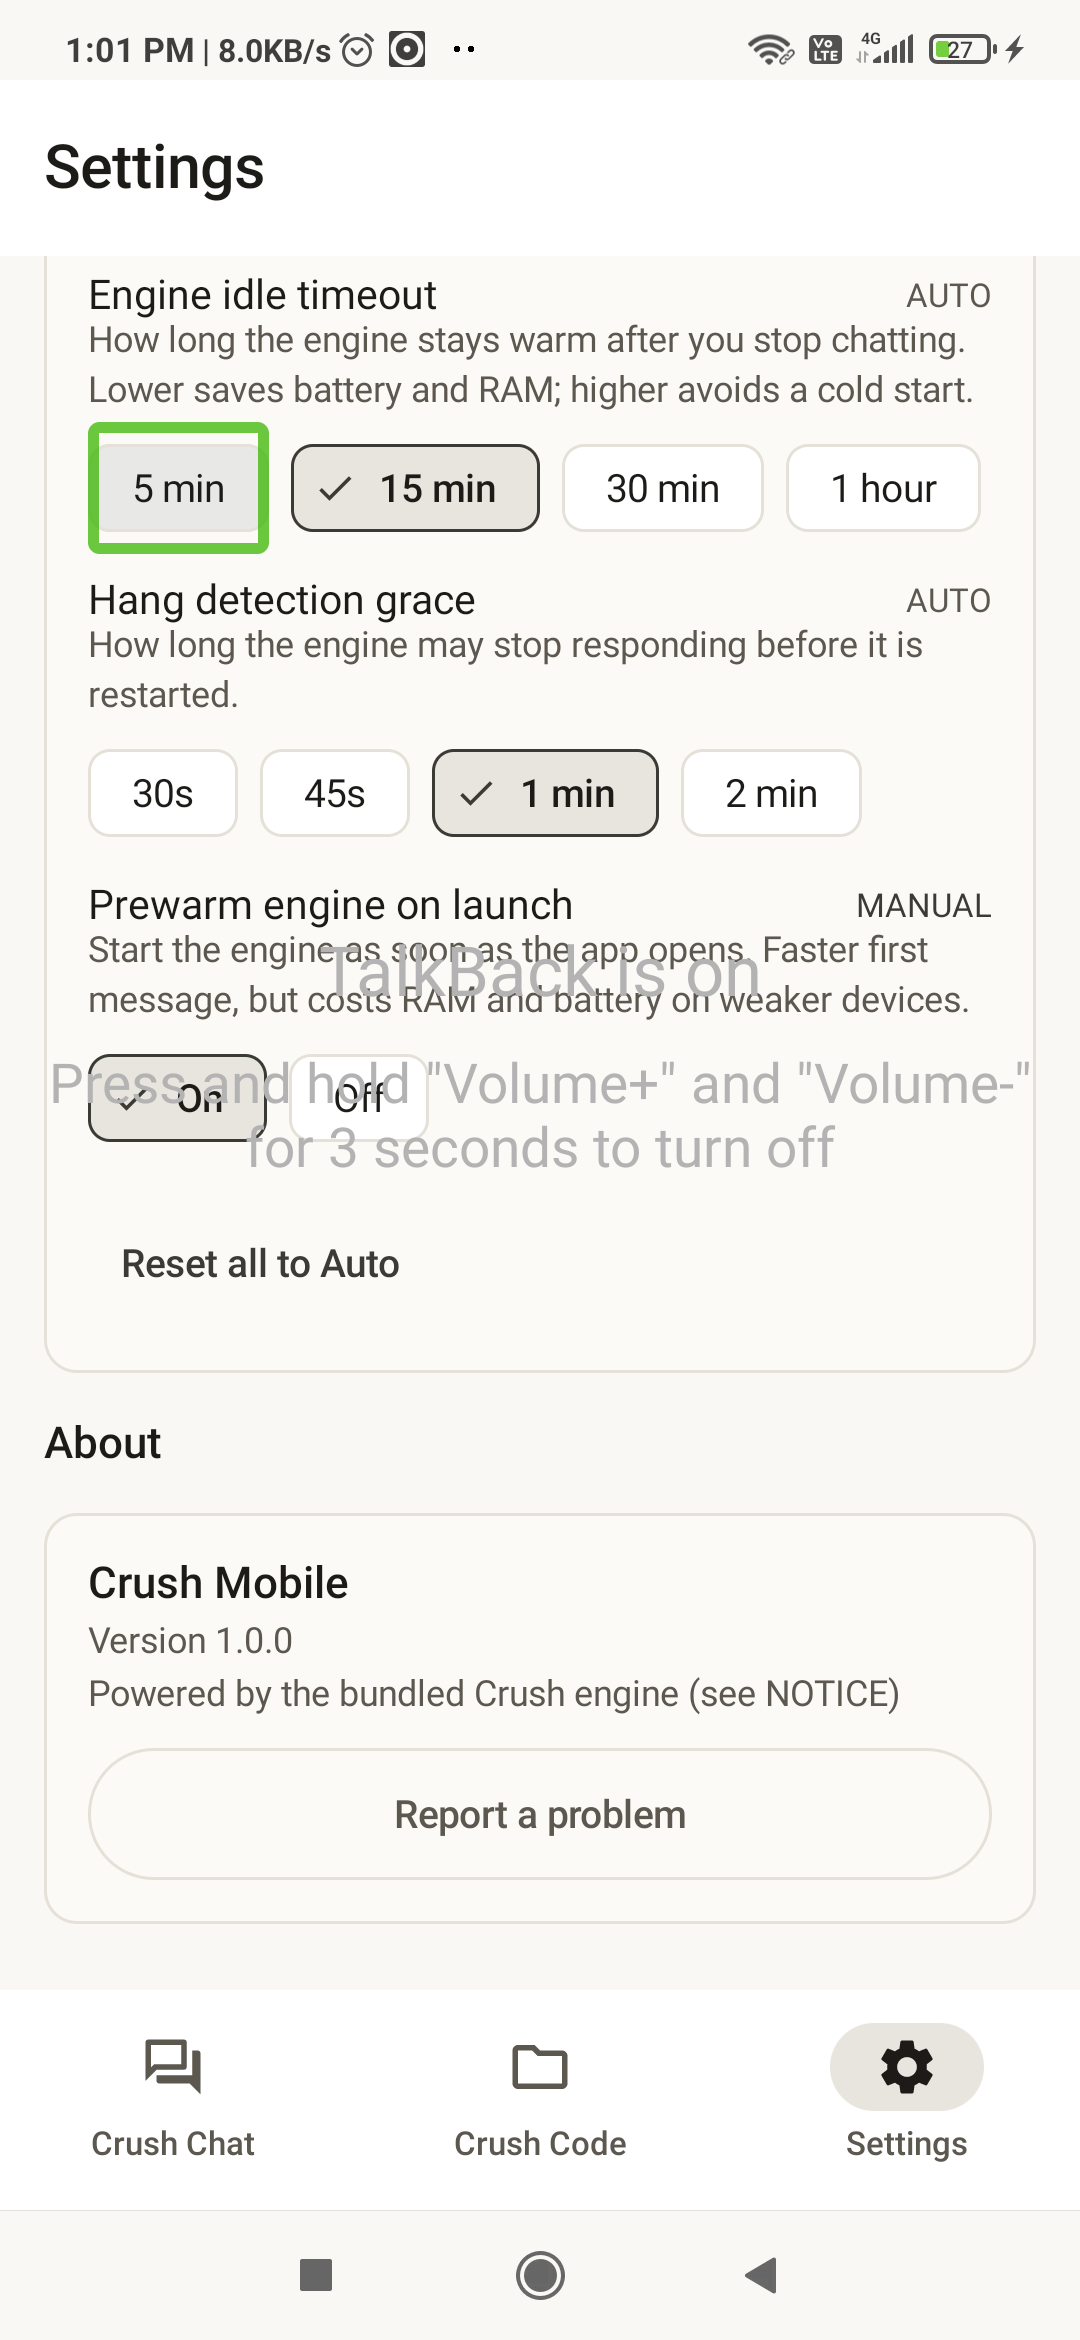 1:01 PM | 8.0KB/s
Vo LTE
4G
27
Settings
Engine idle timeout AUTO
How long the engine stays warm after you stop chatting.
Lower saves battery and RAM; higher avoids a cold start.
5 min 15 min 30 min 1 hour
Hang detection grace AUTO
How long the engine may stop responding before it is
restarted.
30s 45s 1 min 2 min
Prewarm engine on launch MANUAL
Start the engine as soon as the app opens. Faster first
message, but costs RAM and battery on weaker devices.
TalkBack is on
On Off
Press and hold "Volume+" and "Volume-"
for 3 seconds to turn off
Reset all to Auto
About
Crush Mobile
Version 1.0.0
Powered by the bundled Crush engine (see NOTICE)
Report a problem
Crush Chat Crush Code Settings